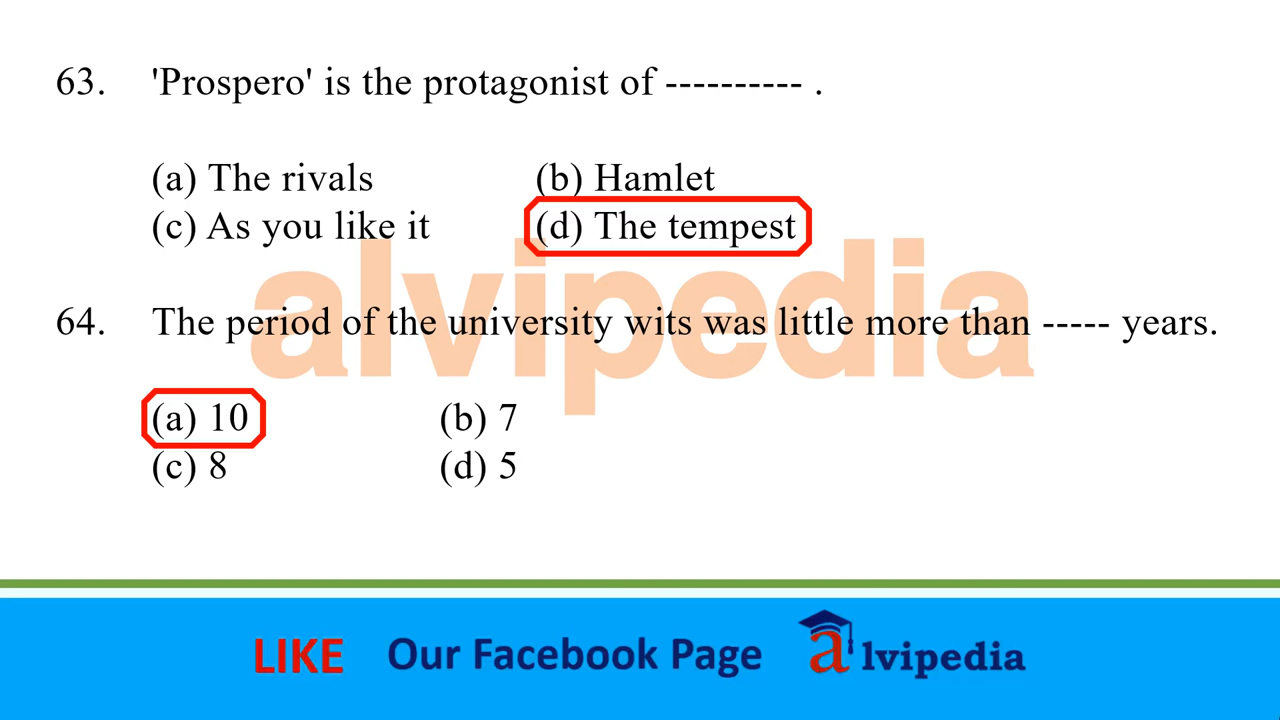 63. 'Prospero' is the protagonist of ---------- .
(a) The rivals (b) Hamlet
(c) As you like it (d) The tempest
alvipedia
64. The period of the university wits was little more than ----- years.
(a) 10 (b) 7
(c) 8 (d) 5
LIKE Our Facebook Page alvipedia